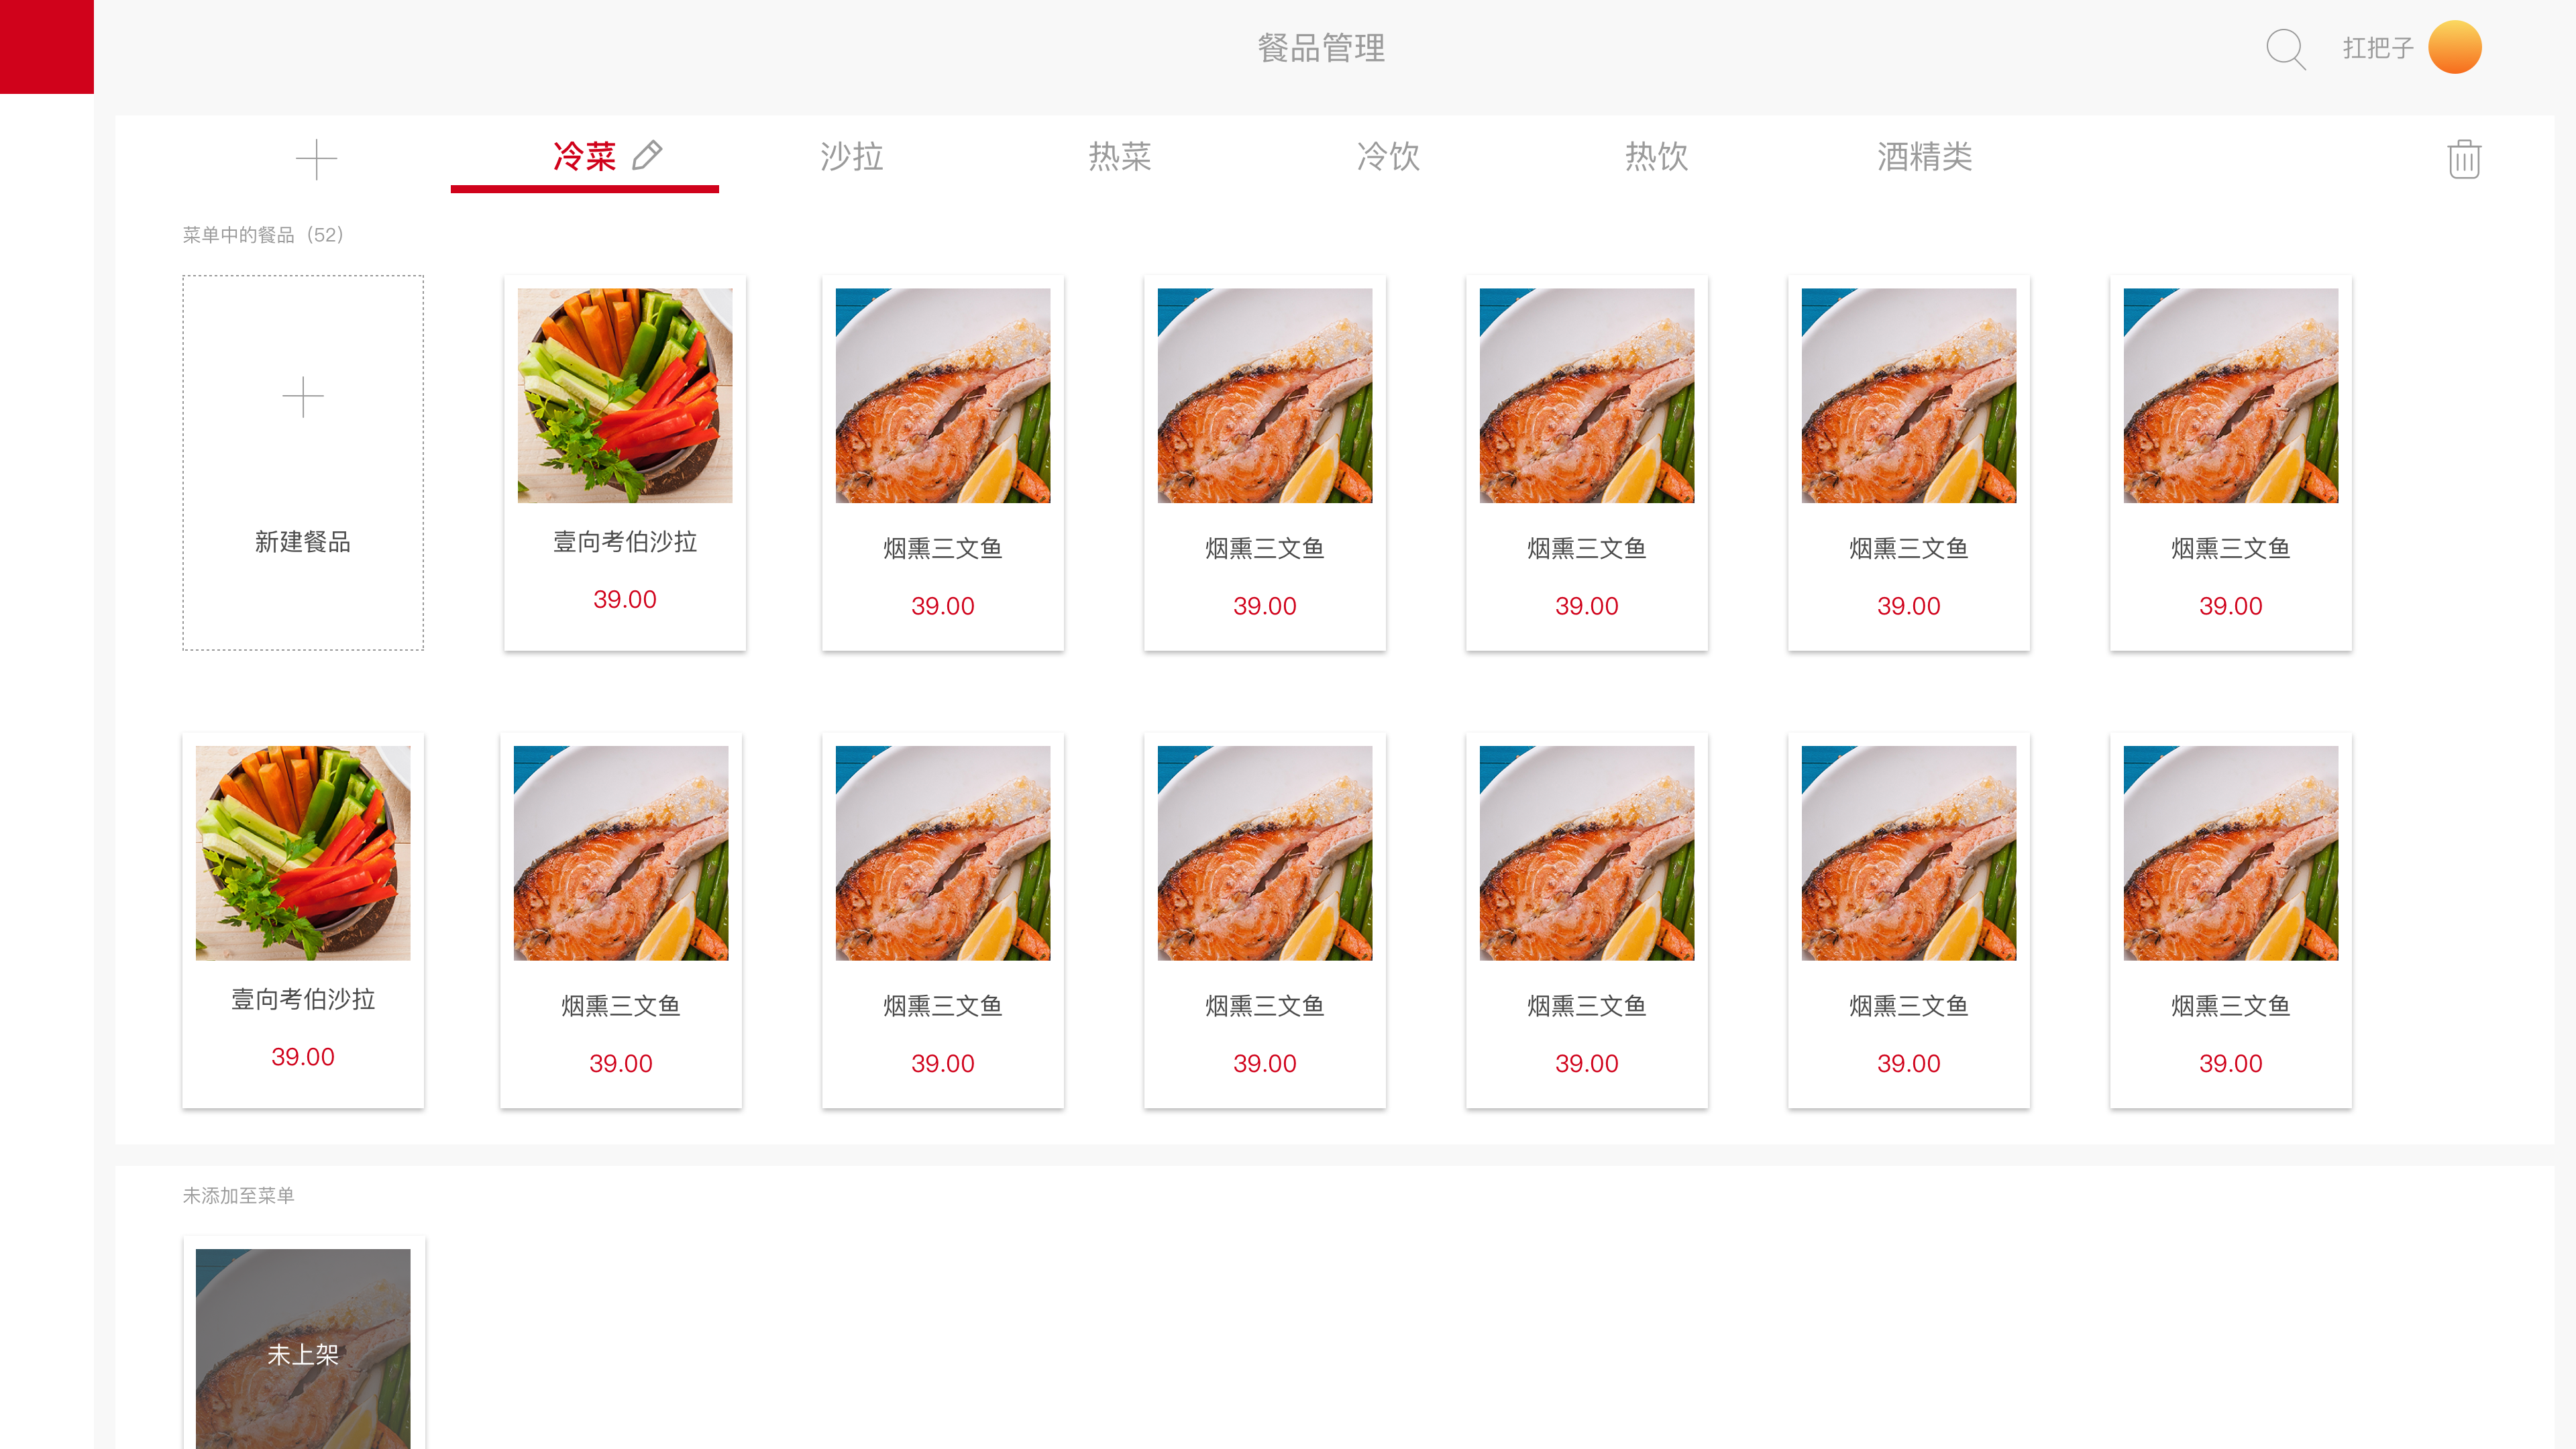 餐品管理
扛把子
冷菜 沙拉 热菜 冷饮 热饮 酒精类
菜单中的餐品（52）
新建餐品 壹向考伯沙拉 烟熏三文鱼 烟熏三文鱼 烟熏三文鱼 烟熏三文鱼 烟熏三文鱼
39.00 39.00 39.00 39.00 39.00 39.00
壹向考伯沙拉 烟熏三文鱼 烟熏三文鱼 烟熏三文鱼 烟熏三文鱼 烟熏三文鱼 烟熏三文鱼
39.00 39.00 39.00 39.00 39.00 39.00 39.00
未添加至菜单
未上架